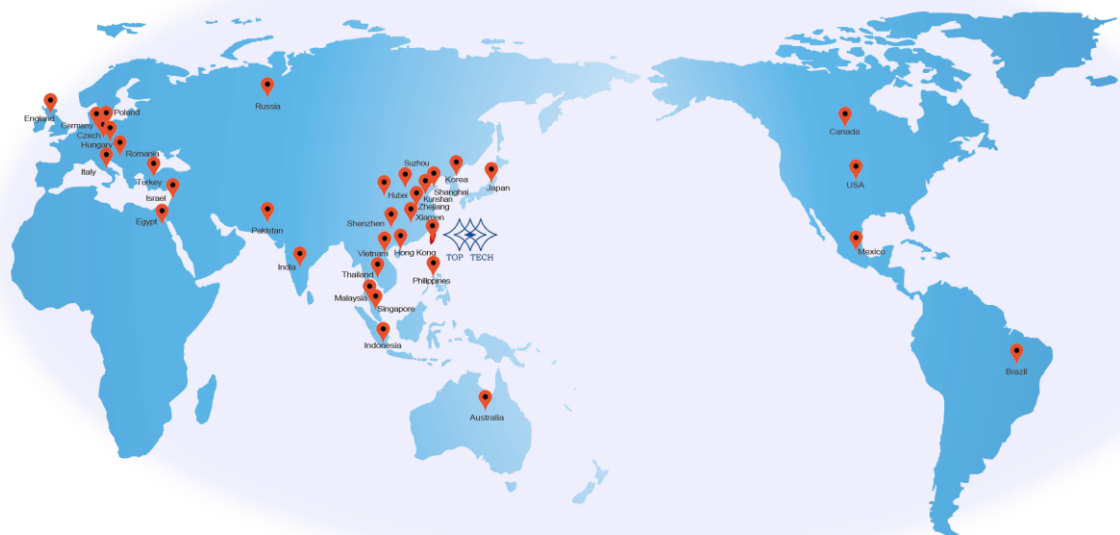 Russia
England
Poland
Germany
Czech
Hungary
Romania
Italy
Turkey
Israel
Egypt
Pakistan
India
Suzhou
Korea
Japan
Hubei
Shanghai
Kunshan
Zhejiang
Xiamen
Shenzhen
Hong Kong
Vietnam
TOP TECH
Thailand
Philippines
Malaysia
Singapore
Indonesia
Australia
Canada
USA
Mexico
Brazil